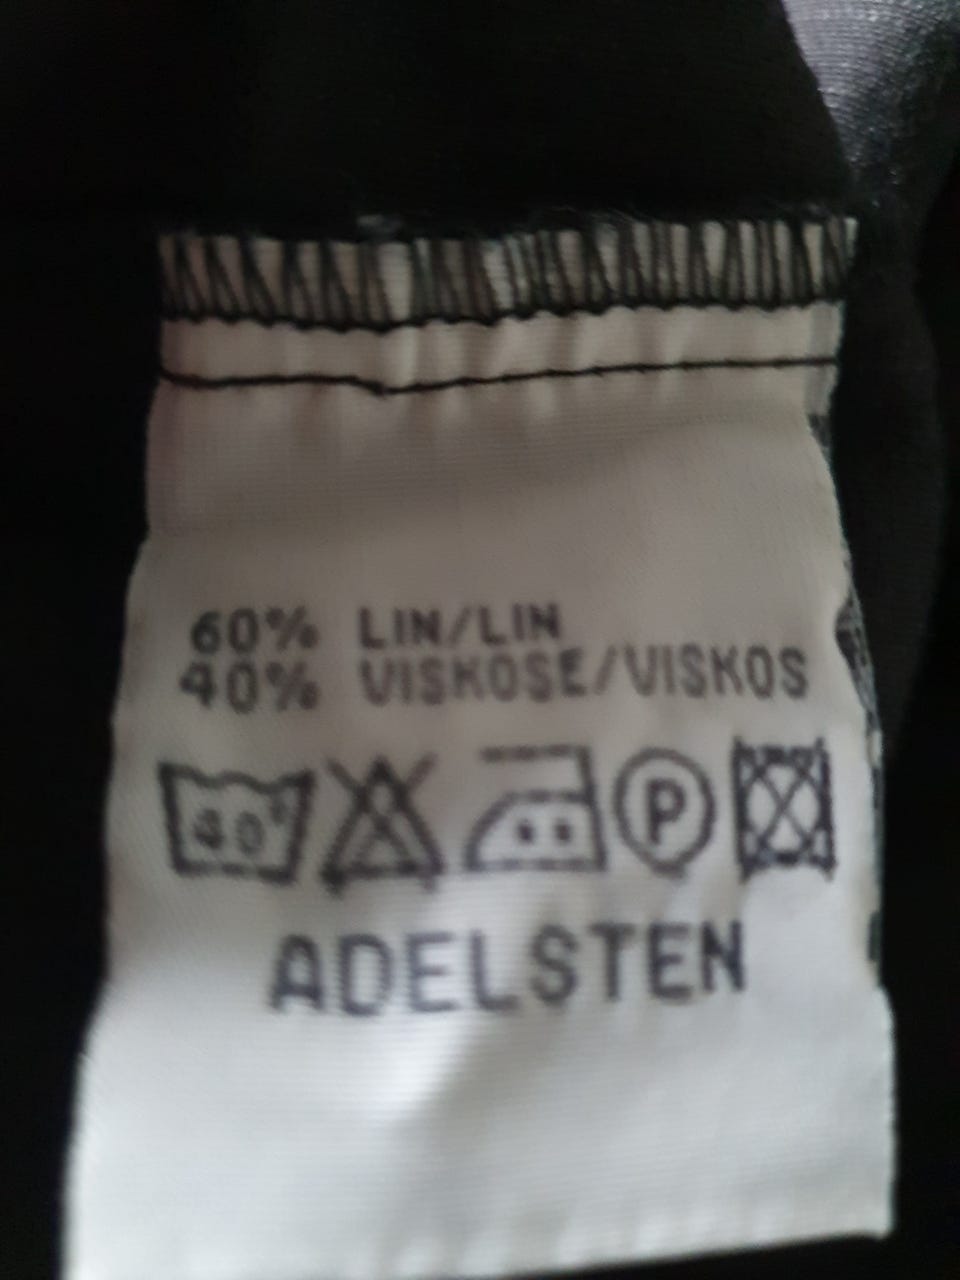 60% LIN/LIN
40% VISKOSE/VISKOS
40° P
ADELSTEN